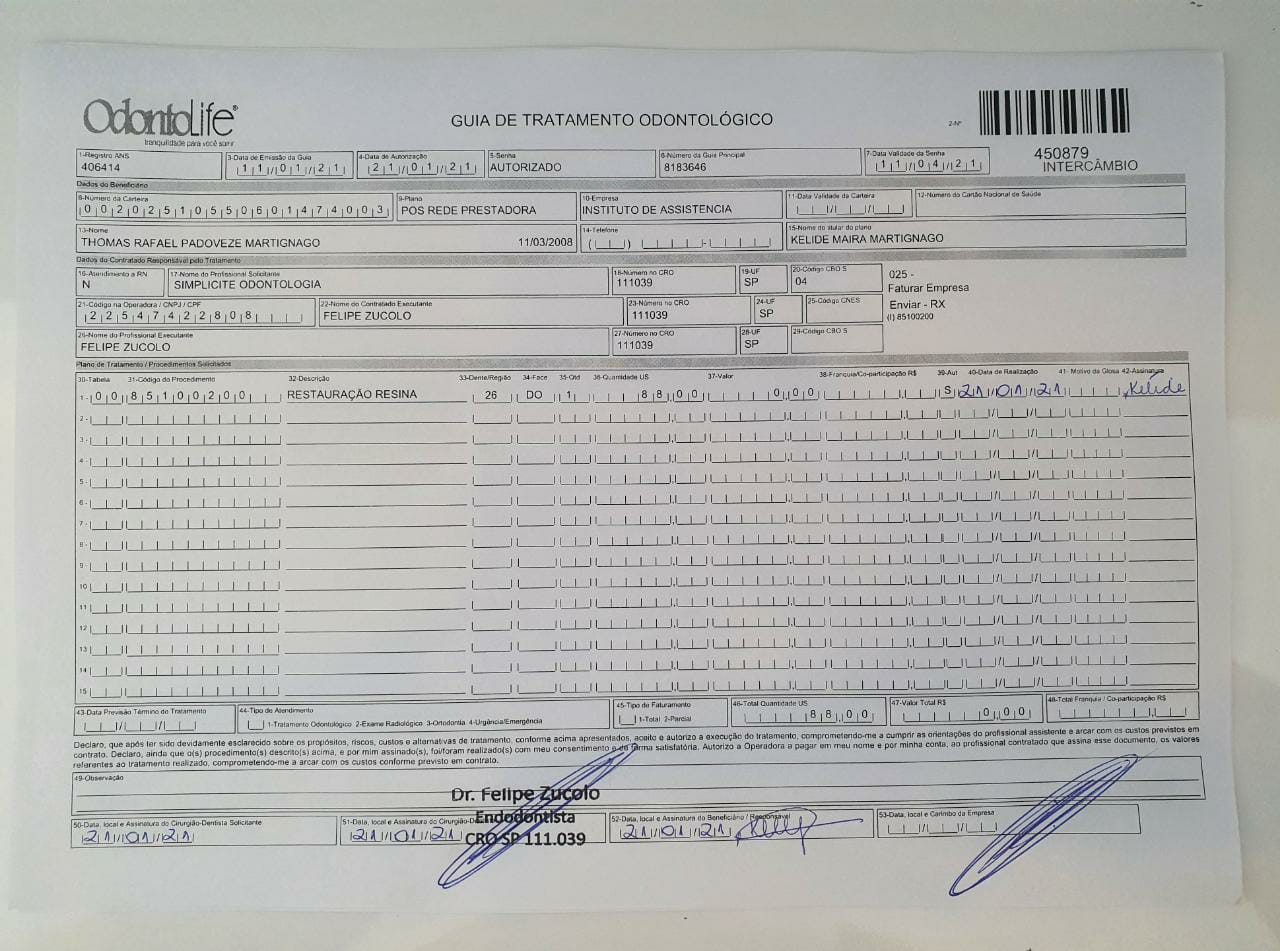 OdontoLife®
tranquilidade para você sorrir
GUIA DE TRATAMENTO ODONTOLÓGICO
2-Nº
450879
INTERCÂMBIO
1-Registro ANS 3-Data de Emissão da Guia 4-Data de Autorização 5-Senha 6-Número da Guia Principal 7-Data Validade da Senha
406414 11/01/21 21/01/21 AUTORIZADO 8183646 11/04/21
Dados do Beneficiário
8-Número da Carteira 9-Plano 10-Empresa 11-Data Validade da Carteira 12-Número do Cartão Nacional de Saúde
00202510550601474003 POS REDE PRESTADORA INSTITUTO DE ASSISTENCIA
13-Nome 14-Telefone 15-Nome do titular do plano
THOMAS RAFAEL PADOVEZE MARTIGNAGO 11/03/2008 KELIDE MAIRA MARTIGNAGO
Dados do Contratado Responsável pelo Tratamento
16-Atendimento a RN 17-Nome do Profissional Solicitante 18-Número no CRO 19-UF 20-Código CBO S
N SIMPLICITE ODONTOLOGIA 111039 SP 04
025 -
Faturar Empresa
Enviar - RX
(I) 85100200
21-Código na Operadora / CNPJ / CPF 22-Nome do Contratado Executante 23-Número no CRO 24-UF 25-Código CNES
22547422808 FELIPE ZUCOLO 111039 SP
26-Nome do Profissional Executante 27-Número no CRO 28-UF 29-Código CBO S
FELIPE ZUCOLO 111039 SP
Plano de Tratamento / Procedimentos Solicitados
30-Tabela 31-Código do Procedimento 32-Descrição 33-Dente/Região 34-Face 35-Qtd 36-Quantidade US 37-Valor 38-Franquia/Co-participação R$ 39-Aut 40-Data de Realização 41- Motivo da Glosa 42-Assinatura
1- 00 85100200 RESTAURAÇÃO RESINA 26 DO 1 88,00 0,00 S 21/01/21 Kelide
2-
3-
4-
5-
6-
7-
8-
9-
10
11
12
13
14
15
43-Data Previsão Término do Tratamento 44-Tipo de Atendimento 45-Tipo de Faturamento 46-Total Quantidade US 47-Valor Total R$ 48-Total Franquia / Co-participação R$
1-Tratamento Odontológico 2-Exame Radiológico 3-Ortodontia 4-Urgência/Emergência 1-Total 2-Parcial 88,00 0,00
Declaro, que após ter sido devidamente esclarecido sobre os propósitos, riscos, custos e alternativas de tratamento, conforme acima apresentados, aceito e autorizo a execução do tratamento, comprometendo-me a cumprir as orientações do profissional assistente e arcar com os custos previstos em
contrato. Declaro, ainda que o(s) procedimento(s) descrito(s) acima, e por mim assinado(s), foi/foram realizado(s) com meu consentimento e de forma satisfatória. Autorizo a Operadora a pagar em meu nome e por minha conta, ao profissional contratado que assina esse documento, os valores
referentes ao tratamento realizado, comprometendo-me a arcar com os custos conforme previsto em contrato.
49-Observação
Dr. Felipe Zucolo
Endodontista
CRO SP 111.039
50-Data, local e Assinatura do Cirurgião-Dentista Solicitante 51-Data, local e Assinatura do Cirurgião-D 52-Data, local e Assinatura do Beneficiário / Responsável 53-Data, local e Carimbo da Empresa
21/01/21 21/01/21 21/01/21